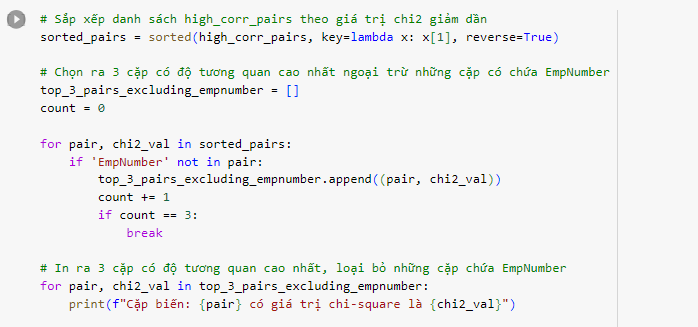 # Sắp xếp danh sách high_corr_pairs theo giá trị chi2 giảm dần
sorted_pairs = sorted(high_corr_pairs, key=lambda x: x[1], reverse=True)
# Chọn ra 3 cặp có độ tương quan cao nhất ngoại trừ những cặp có chứa EmpNumber
top_3_pairs_excluding_empnumber = []
count = 0
for pair, chi2_val in sorted_pairs:
    if 'EmpNumber' not in pair:
        top_3_pairs_excluding_empnumber.append((pair, chi2_val))
        count += 1
        if count == 3:
            break
# In ra 3 cặp có độ tương quan cao nhất, loại bỏ những cặp chứa EmpNumber
for pair, chi2_val in top_3_pairs_excluding_empnumber:
    print(f"Cặp biến: {pair} có giá trị chi-square là {chi2_val}")